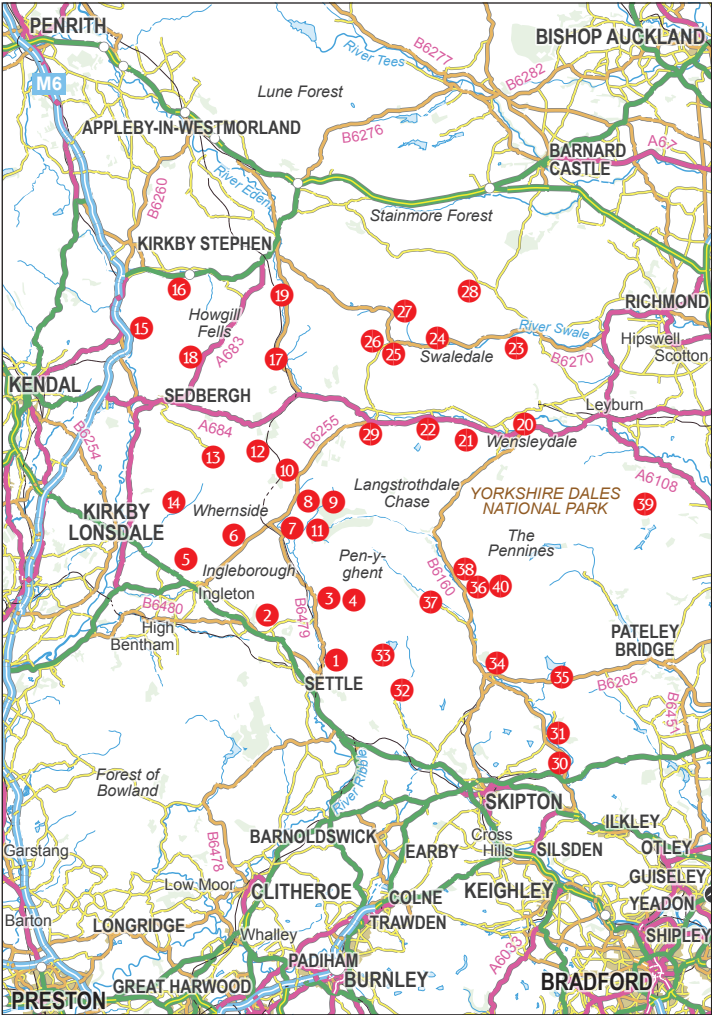 PENRITH
BISHOP AUCKLAND
River Tees
B6277
M6
B6282
Lune Forest
APPLEBY-IN-WESTMORLAND
B6276
A67
BARNARD
CASTLE
River Eden
B6260
Stainmore Forest
KIRKBY STEPHEN
16
19
28
27
RICHMOND
Howgill
Fells
15
River Swale
Hipswell
26
24
25
Swaledale
23
B6270
Scotton
18
A683
17
KENDAL
SEDBERGH
Leyburn
B6254
A684
B6255
29
22
21
20
Wensleydale
13
12
10
A6108
Langstrothdale
Chase
YORKSHIRE DALES
NATIONAL PARK
39
14
8
9
KIRKBY
LONSDALE
Whernside
6
7
11
The
Pennines
5
Pen-y-
ghent
B6160
38
36
40
Ingleborough
Ingleton
B6480
B6479
3
4
37
2
High
Bentham
PATELEY
BRIDGE
1
33
34
35
SETTLE
32
B6265
B6451
31
30
Forest of
Bowland
River Ribble
SKIPTON
B6478
BARNOLDSWICK
Cross
Hills
ILKLEY
Garstang
EARBY
SILSDEN
OTLEY
Low Moor
CLITHEROE
COLNE
KEIGHLEY
GUISELEY
YEADON
Barton
LONGRIDGE
TRAWDEN
SHIPLEY
Whalley
A6033
PADIHAM
BURNLEY
BRADFORD
GREAT HARWOOD
PRESTON